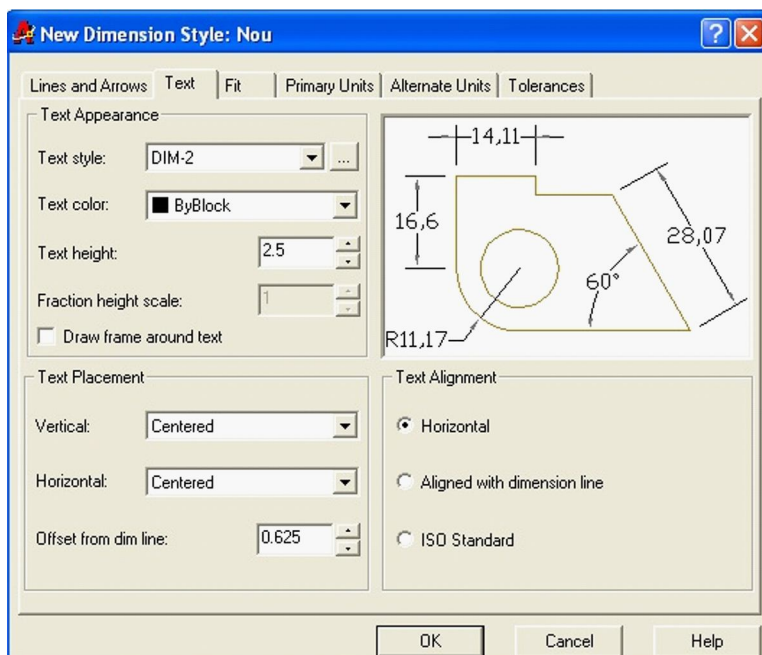 New Dimension Style: Nou
Lines and Arrows Text Fit Primary Units Alternate Units Tolerances
Text Appearance
Text style: DIM-2 ...
Text color: ByBlock
Text height: 2.5
Fraction height scale: 1
Draw frame around text
14,11
16,6
28,07
60°
R11,17
Text Placement
Vertical: Centered
Horizontal: Centered
Offset from dim line: 0.625
Text Alignment
Horizontal
Aligned with dimension line
ISO Standard
OK Cancel Help